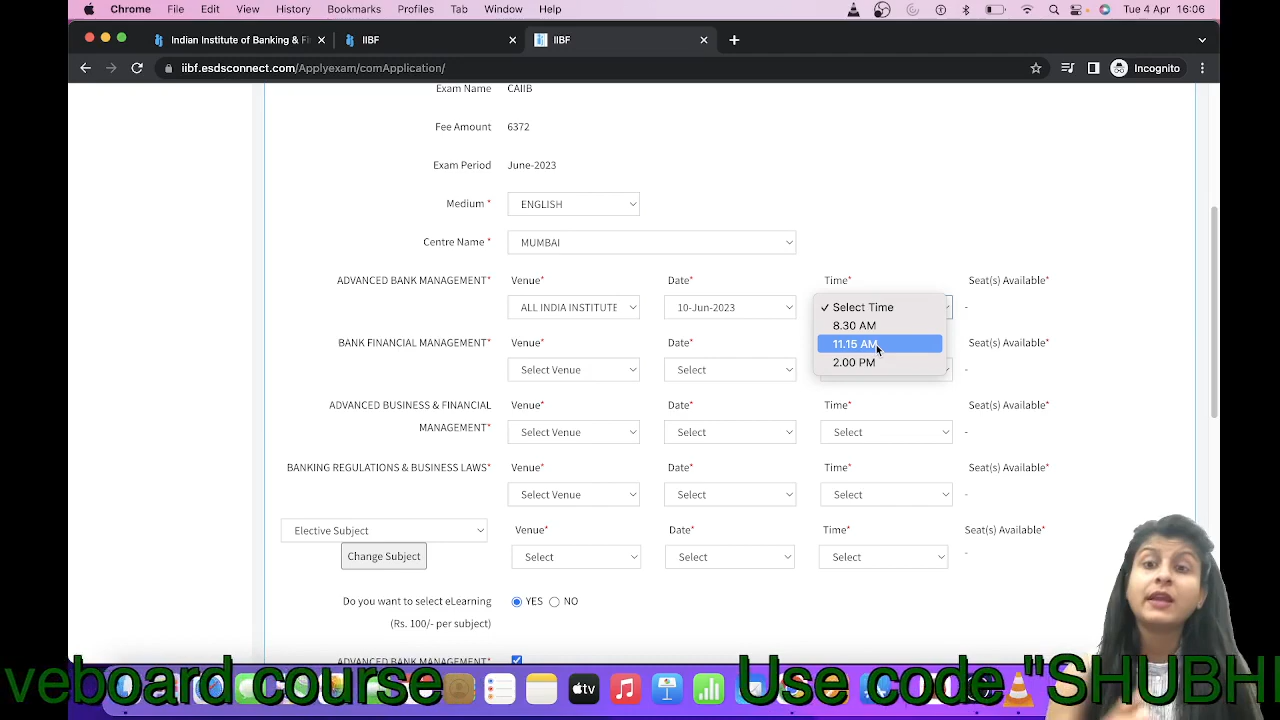 Chrome File Edit View History Bookmarks Profiles Tab Window Help Tue 4 Apr 16:06
Indian Institute of Banking & Fi IIBF IIBF
iibf.esdsconnect.com/Applyexam/comApplication/ Incognito
Exam Name CAIIB
Fee Amount 6372
Exam Period June-2023
Medium * ENGLISH
Centre Name * MUMBAI
ADVANCED BANK MANAGEMENT* Venue* Date* Time* Seat(s) Available*
ALL INDIA INSTITUTE 10-Jun-2023 ✓ Select Time -
8.30 AM
BANK FINANCIAL MANAGEMENT* Venue* Date* 11.15 AM Seat(s) Available*
Select Venue Select 2.00 PM -
ADVANCED BUSINESS & FINANCIAL MANAGEMENT* Venue* Date* Time* Seat(s) Available*
Select Venue Select Select -
BANKING REGULATIONS & BUSINESS LAWS* Venue* Date* Time* Seat(s) Available*
Select Venue Select Select -
Elective Subject Venue* Date* Time* Seat(s) Available*
Change Subject Select Select Select -
Do you want to select eLearning YES NO
(Rs. 100/- per subject)
ADVANCED BANK MANAGEMENT*
tv
veboard course Use code "SHUBHI